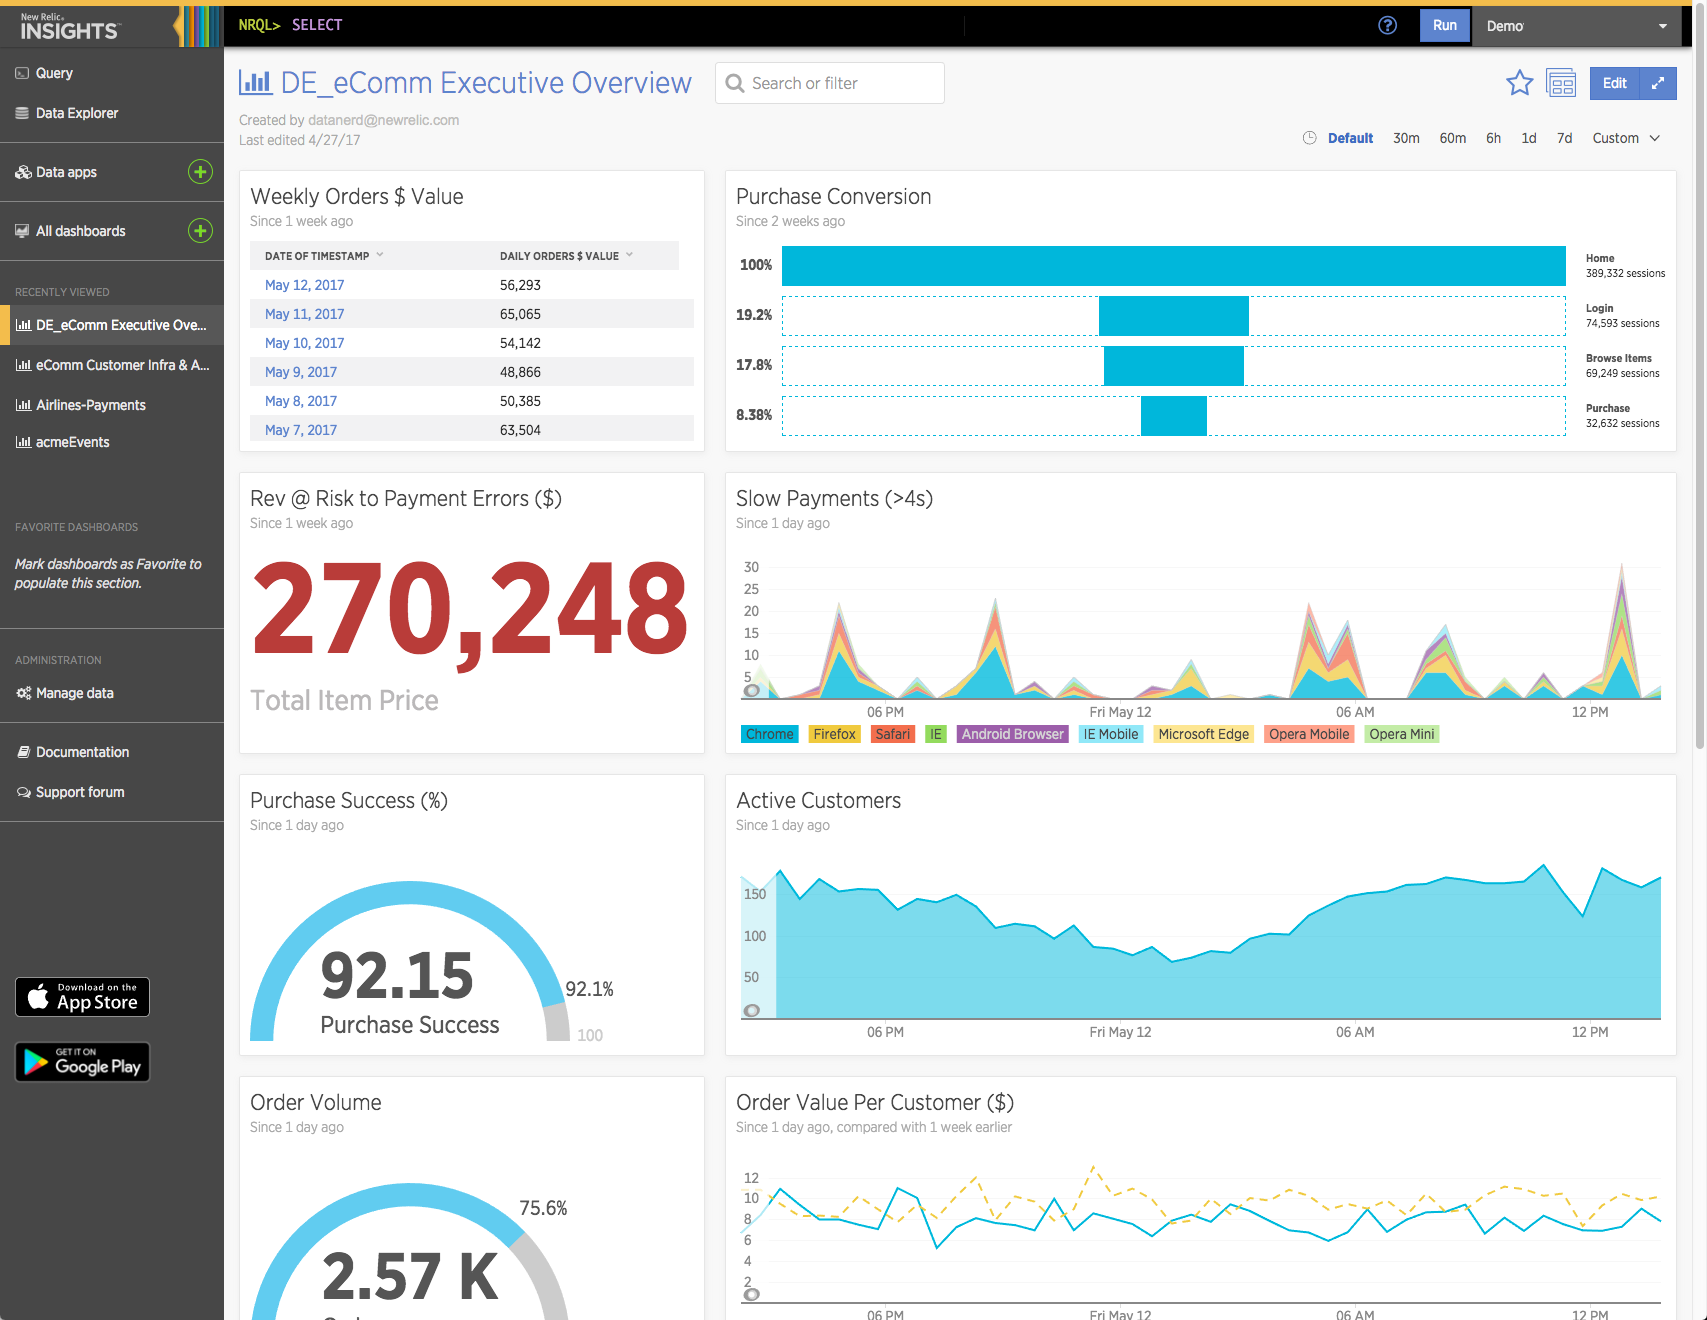 New Relic.
INSIGHTS
NRQL> SELECT
?
Run
Demo
Query
Data Explorer
Data apps
All dashboards
RECENTLY VIEWED
DE_eComm Executive Ove...
eComm Customer Infra & A...
Airlines-Payments
acmeEvents
FAVORITE DASHBOARDS
Mark dashboards as Favorite to
populate this section.
ADMINISTRATION
Manage data
Documentation
Support forum
Download on the
App Store
GET IT ON
Google Play
DE_eComm Executive Overview
Search or filter
Edit
Created by datanerd@newrelic.com
Last edited 4/27/17
Default 30m 60m 6h 1d 7d Custom
Weekly Orders $ Value
Since 1 week ago
DATE OF TIMESTAMP DAILY ORDERS $ VALUE
May 12, 2017 56,293
May 11, 2017 65,065
May 10, 2017 54,142
May 9, 2017 48,866
May 8, 2017 50,385
May 7, 2017 63,504
Purchase Conversion
Since 2 weeks ago
100% Home
389,332 sessions
19.2% Login
74,593 sessions
17.8% Browse Items
69,249 sessions
8.38% Purchase
32,632 sessions
Rev @ Risk to Payment Errors ($)
Since 1 week ago
270,248
Total Item Price
Slow Payments (>4s)
Since 1 day ago
30
25
20
15
10
5
06 PM Fri May 12 06 AM 12 PM
Chrome Firefox Safari IE Android Browser IE Mobile Microsoft Edge Opera Mobile Opera Mini
Purchase Success (%)
Since 1 day ago
92.15
Purchase Success
92.1%
100
Active Customers
Since 1 day ago
150
100
50
06 PM Fri May 12 06 AM 12 PM
Order Volume
Since 1 day ago
75.6%
2.57 K
Order Value Per Customer ($)
Since 1 day ago, compared with 1 week earlier
12
10
8
6
4
2
06 PM Fri May 12 06 AM 12 PM